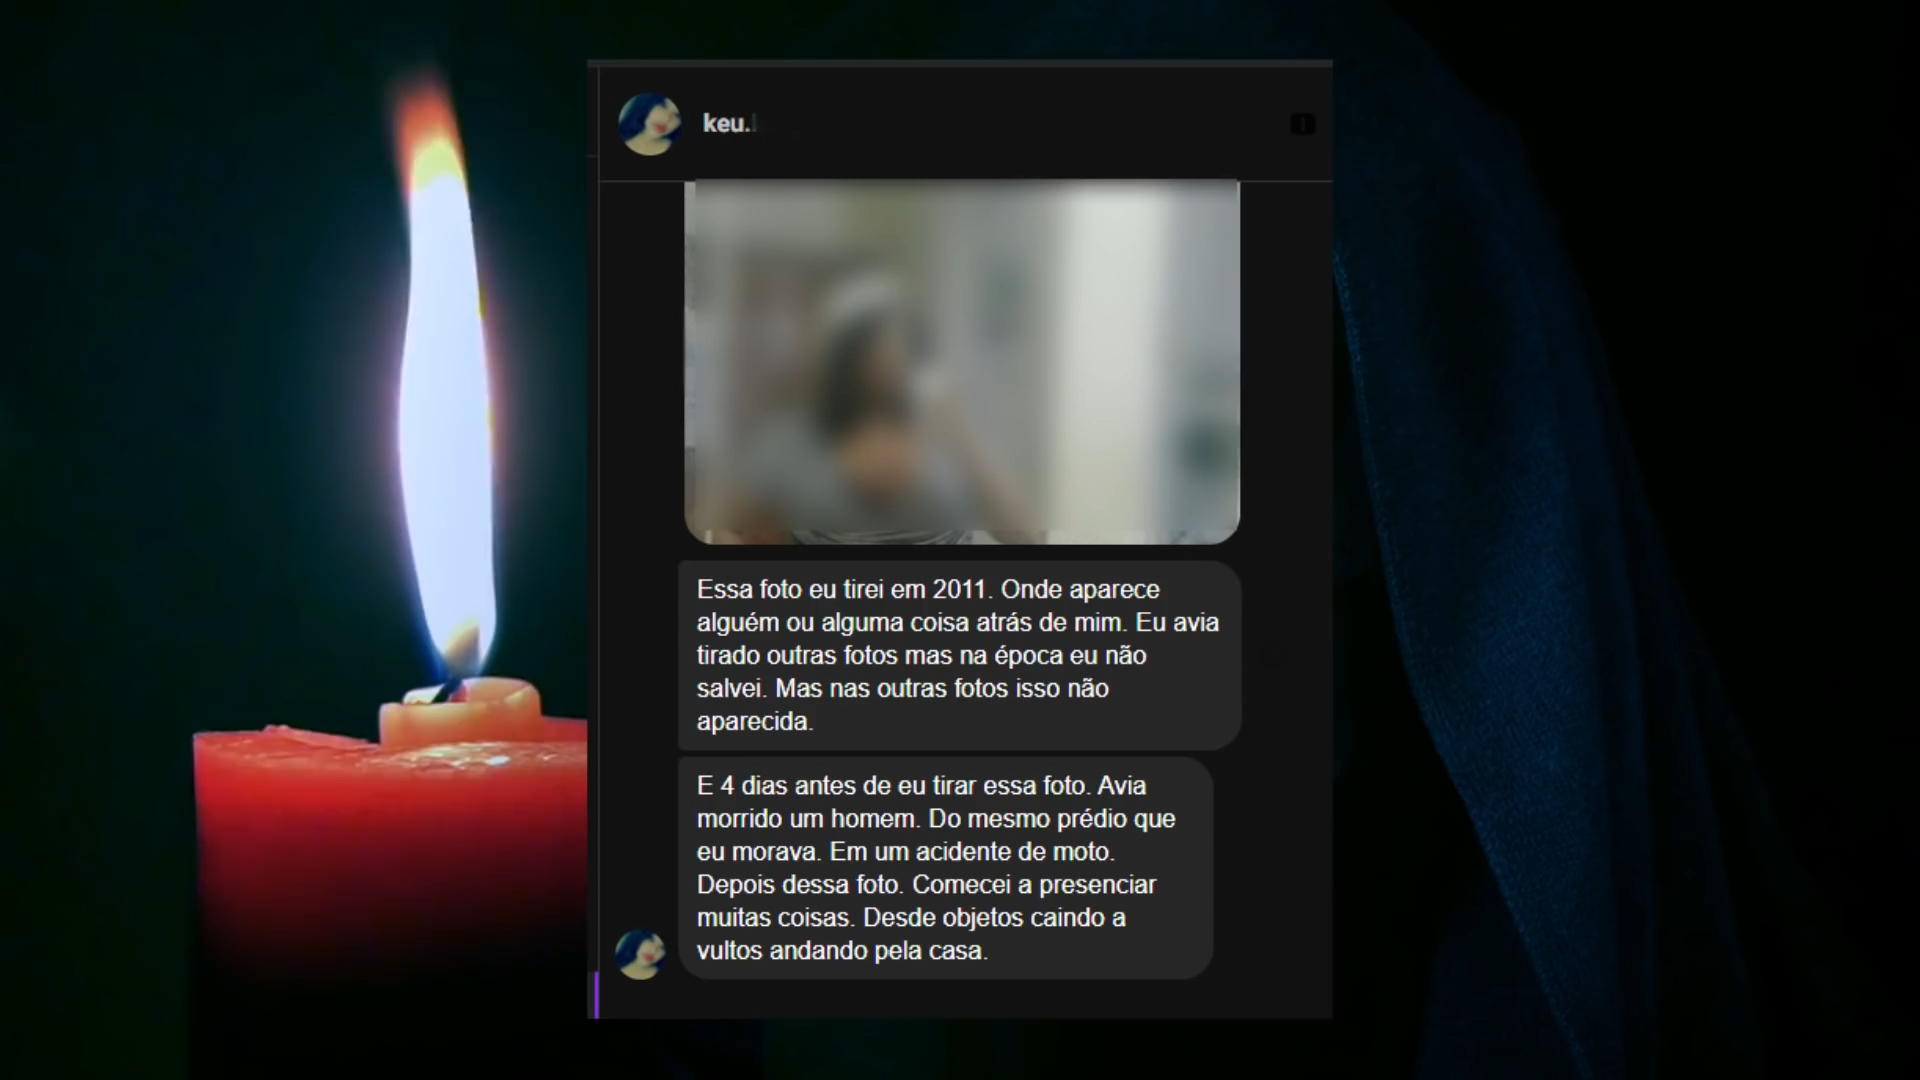 keu.
Essa foto eu tirei em 2011. Onde aparece
alguém ou alguma coisa atrás de mim. Eu avia
tirado outras fotos mas na época eu não
salvei. Mas nas outras fotos isso não
aparecida.
E 4 dias antes de eu tirar essa foto. Avia
morrido um homem. Do mesmo prédio que
eu morava. Em um acidente de moto.
Depois dessa foto. Comecei a presenciar
muitas coisas. Desde objetos caindo a
vultos andando pela casa.